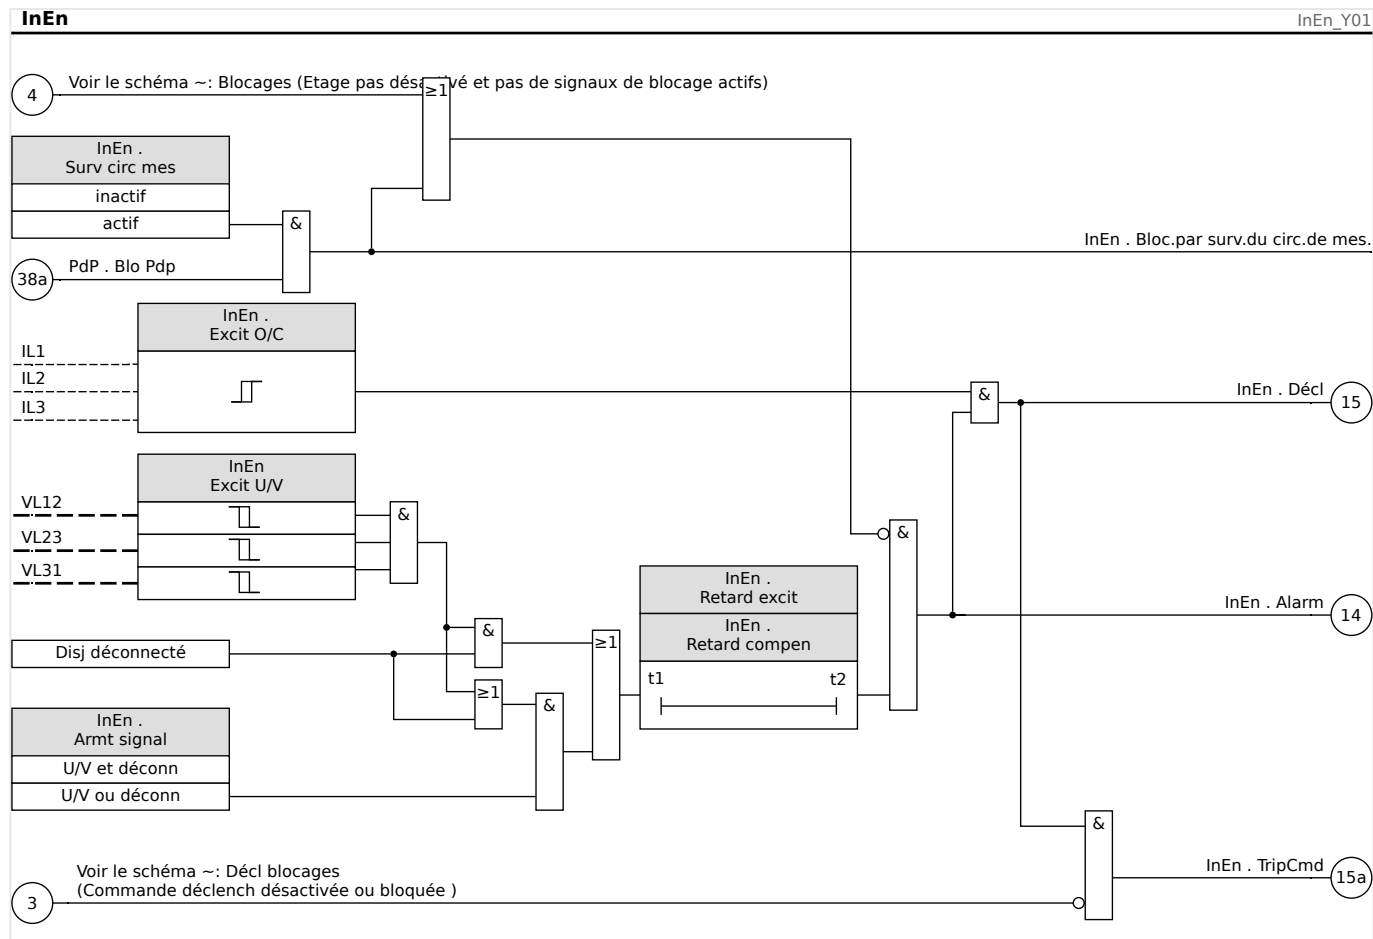 InEn
InEn_Y01
4
Voir le schéma ~: Blocages (Etage pas désactivé et pas de signaux de blocage actifs)
≥1
InEn .
Surv circ mes
inactif
actif
&
InEn . Bloc.par surv.du circ.de mes.
38a
PdP . Blo Pdp
InEn .
Excit O/C
IL1
IL2
IL3
&
InEn . Décl
15
InEn
Excit U/V
VL12
VL23
VL31
&
&
InEn .
Retard excit
InEn .
Retard compen
t1
t2
InEn . Alarm
14
Disj déconnecté
&
≥1
≥1
&
InEn .
Armt signal
U/V et déconn
U/V ou déconn
&
Voir le schéma ~: Décl blocages
(Commande déclench désactivée ou bloquée )
3
InEn . TripCmd
15a